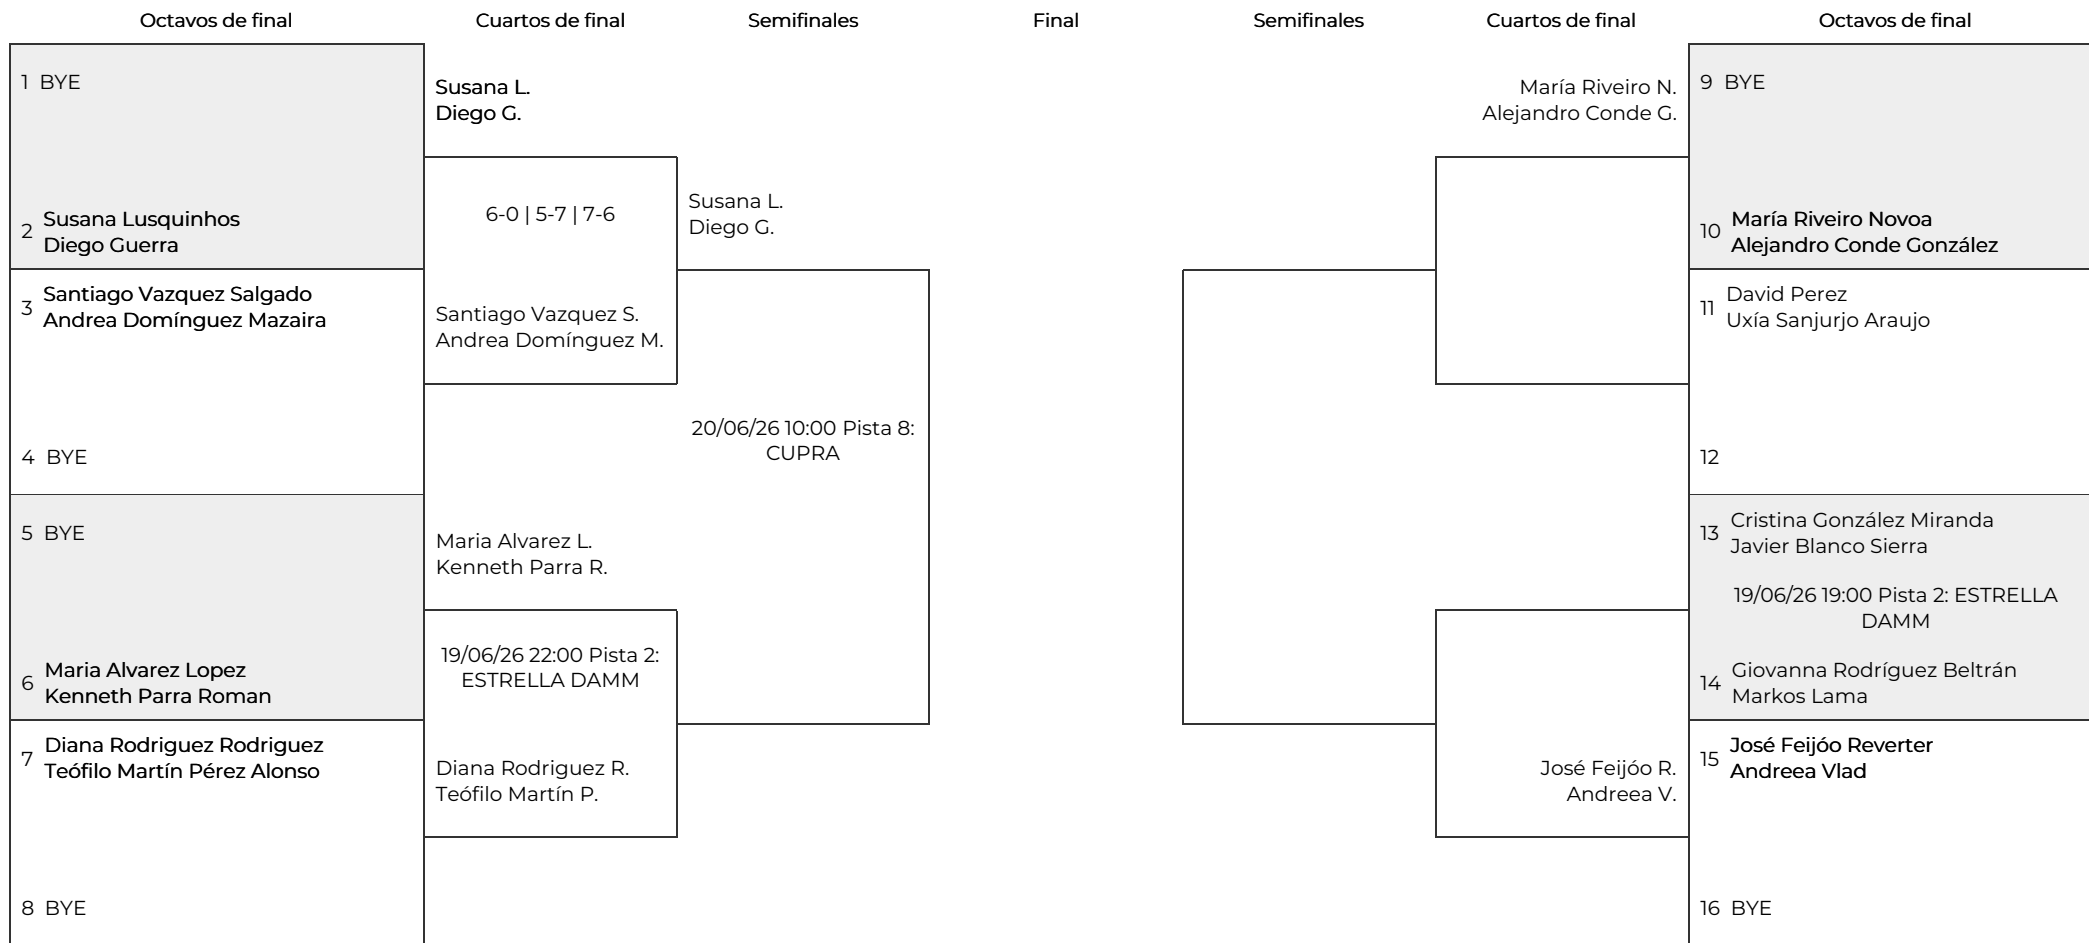 Octavos de final
Cuartos de final
Semifinales
Final
Semifinales
Cuartos de final
Octavos de final
1 BYE
2 Susana Lusquinhos
Diego Guerra
3 Santiago Vazquez Salgado
Andrea Domínguez Mazaira
4 BYE
5 BYE
6 Maria Alvarez Lopez
Kenneth Parra Roman
7 Diana Rodriguez Rodriguez
Teófilo Martín Pérez Alonso
8 BYE
Susana L.
Diego G.
6-0 | 5-7 | 7-6
Santiago Vazquez S.
Andrea Domínguez M.
Maria Alvarez L.
Kenneth Parra R.
19/06/26 22:00 Pista 2:
ESTRELLA DAMM
Diana Rodriguez R.
Teófilo Martín P.
Susana L.
Diego G.
20/06/26 10:00 Pista 8:
CUPRA
María Riveiro N.
Alejandro Conde G.
José Feijóo R.
Andreea V.
9 BYE
10 María Riveiro Novoa
Alejandro Conde González
11 David Perez
Uxía Sanjurjo Araujo
12
13 Cristina González Miranda
Javier Blanco Sierra
19/06/26 19:00 Pista 2: ESTRELLA
DAMM
14 Giovanna Rodríguez Beltrán
Markos Lama
15 José Feijóo Reverter
Andreea Vlad
16 BYE